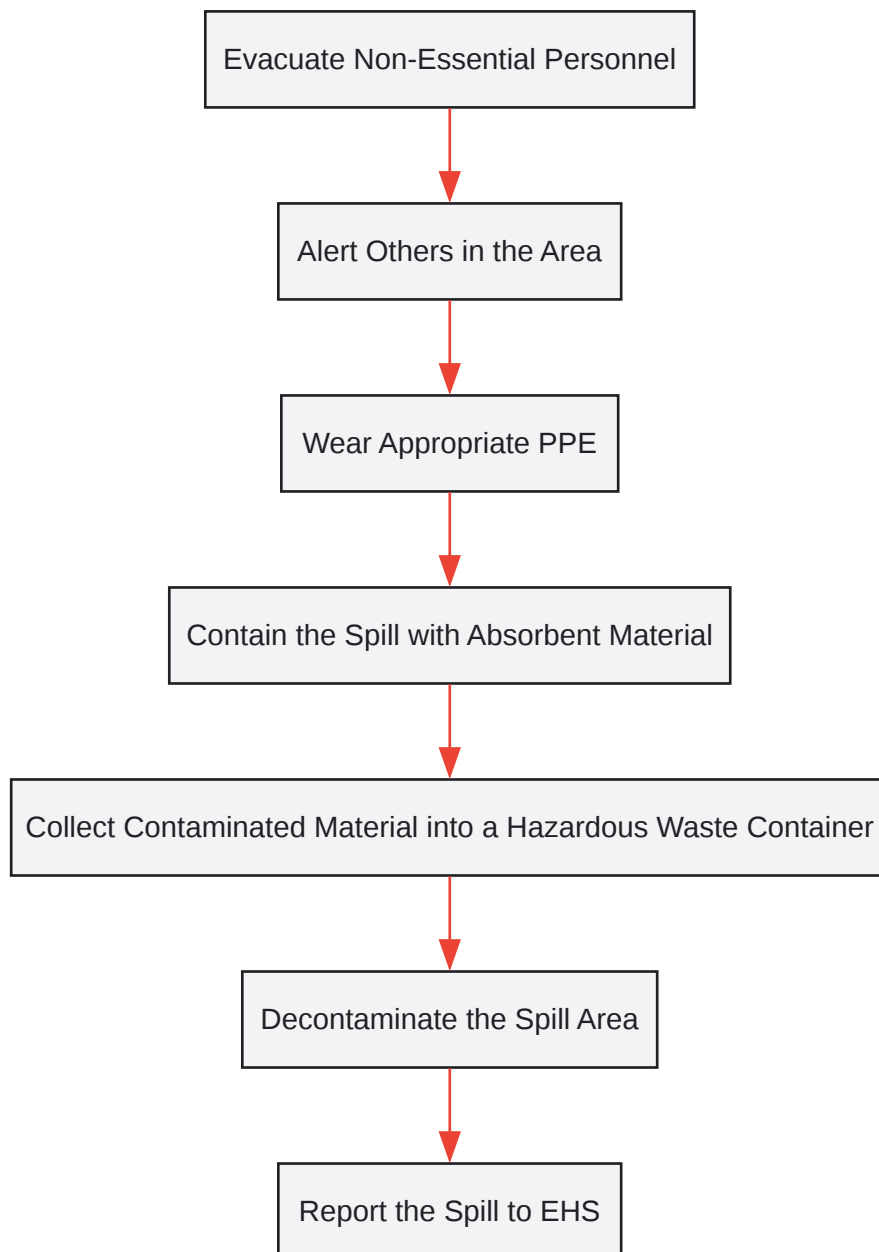 Evacuate Non-Essential Personnel
Alert Others in the Area
Wear Appropriate PPE
Contain the Spill with Absorbent Material
Collect Contaminated Material into a Hazardous Waste Container
Decontaminate the Spill Area
Report the Spill to EHS